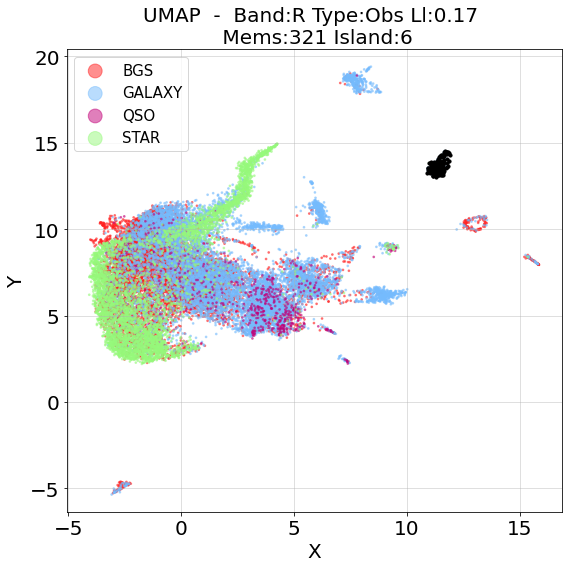 UMAP  -  Band:R Type:Obs Ll:0.17
Mems:321 Island:6
BGS
GALAXY
QSO
STAR
20
15
10
5
0
−5
Y
−5
0
5
10
15
X